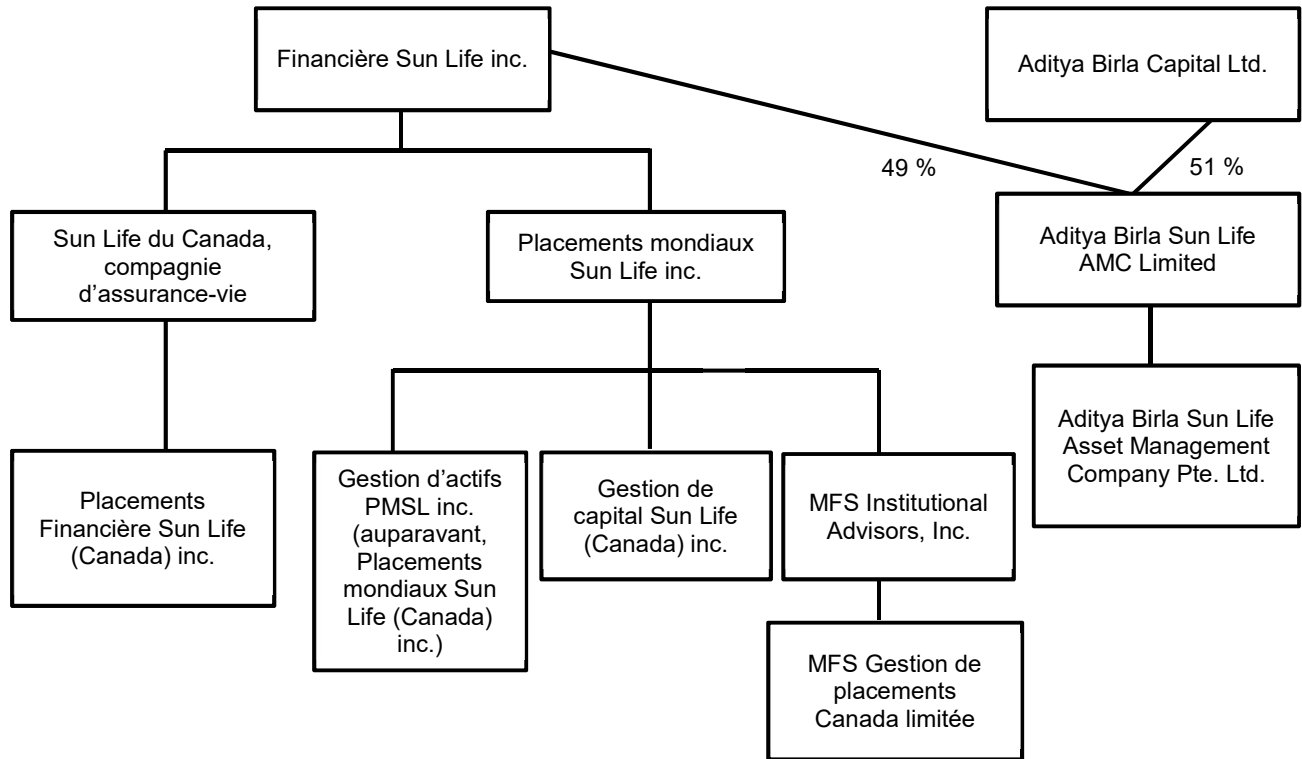 Financière Sun Life inc.
Aditya Birla Capital Ltd.
49 %
51 %
Sun Life du Canada,
compagnie
d'assurance-vie
Placements mondiaux
Sun Life inc.
Aditya Birla Sun Life
AMC Limited
Placements
Financière Sun Life
(Canada) inc.
Gestion d'actifs
PMSL inc.
(auparavant,
Placements
mondiaux Sun
Life (Canada)
inc.)
Gestion de
capital Sun Life
(Canada) inc.
MFS Institutional
Advisors, Inc.
Aditya Birla Sun Life
Asset Management
Company Pte. Ltd.
MFS Gestion de
placements
Canada limitée